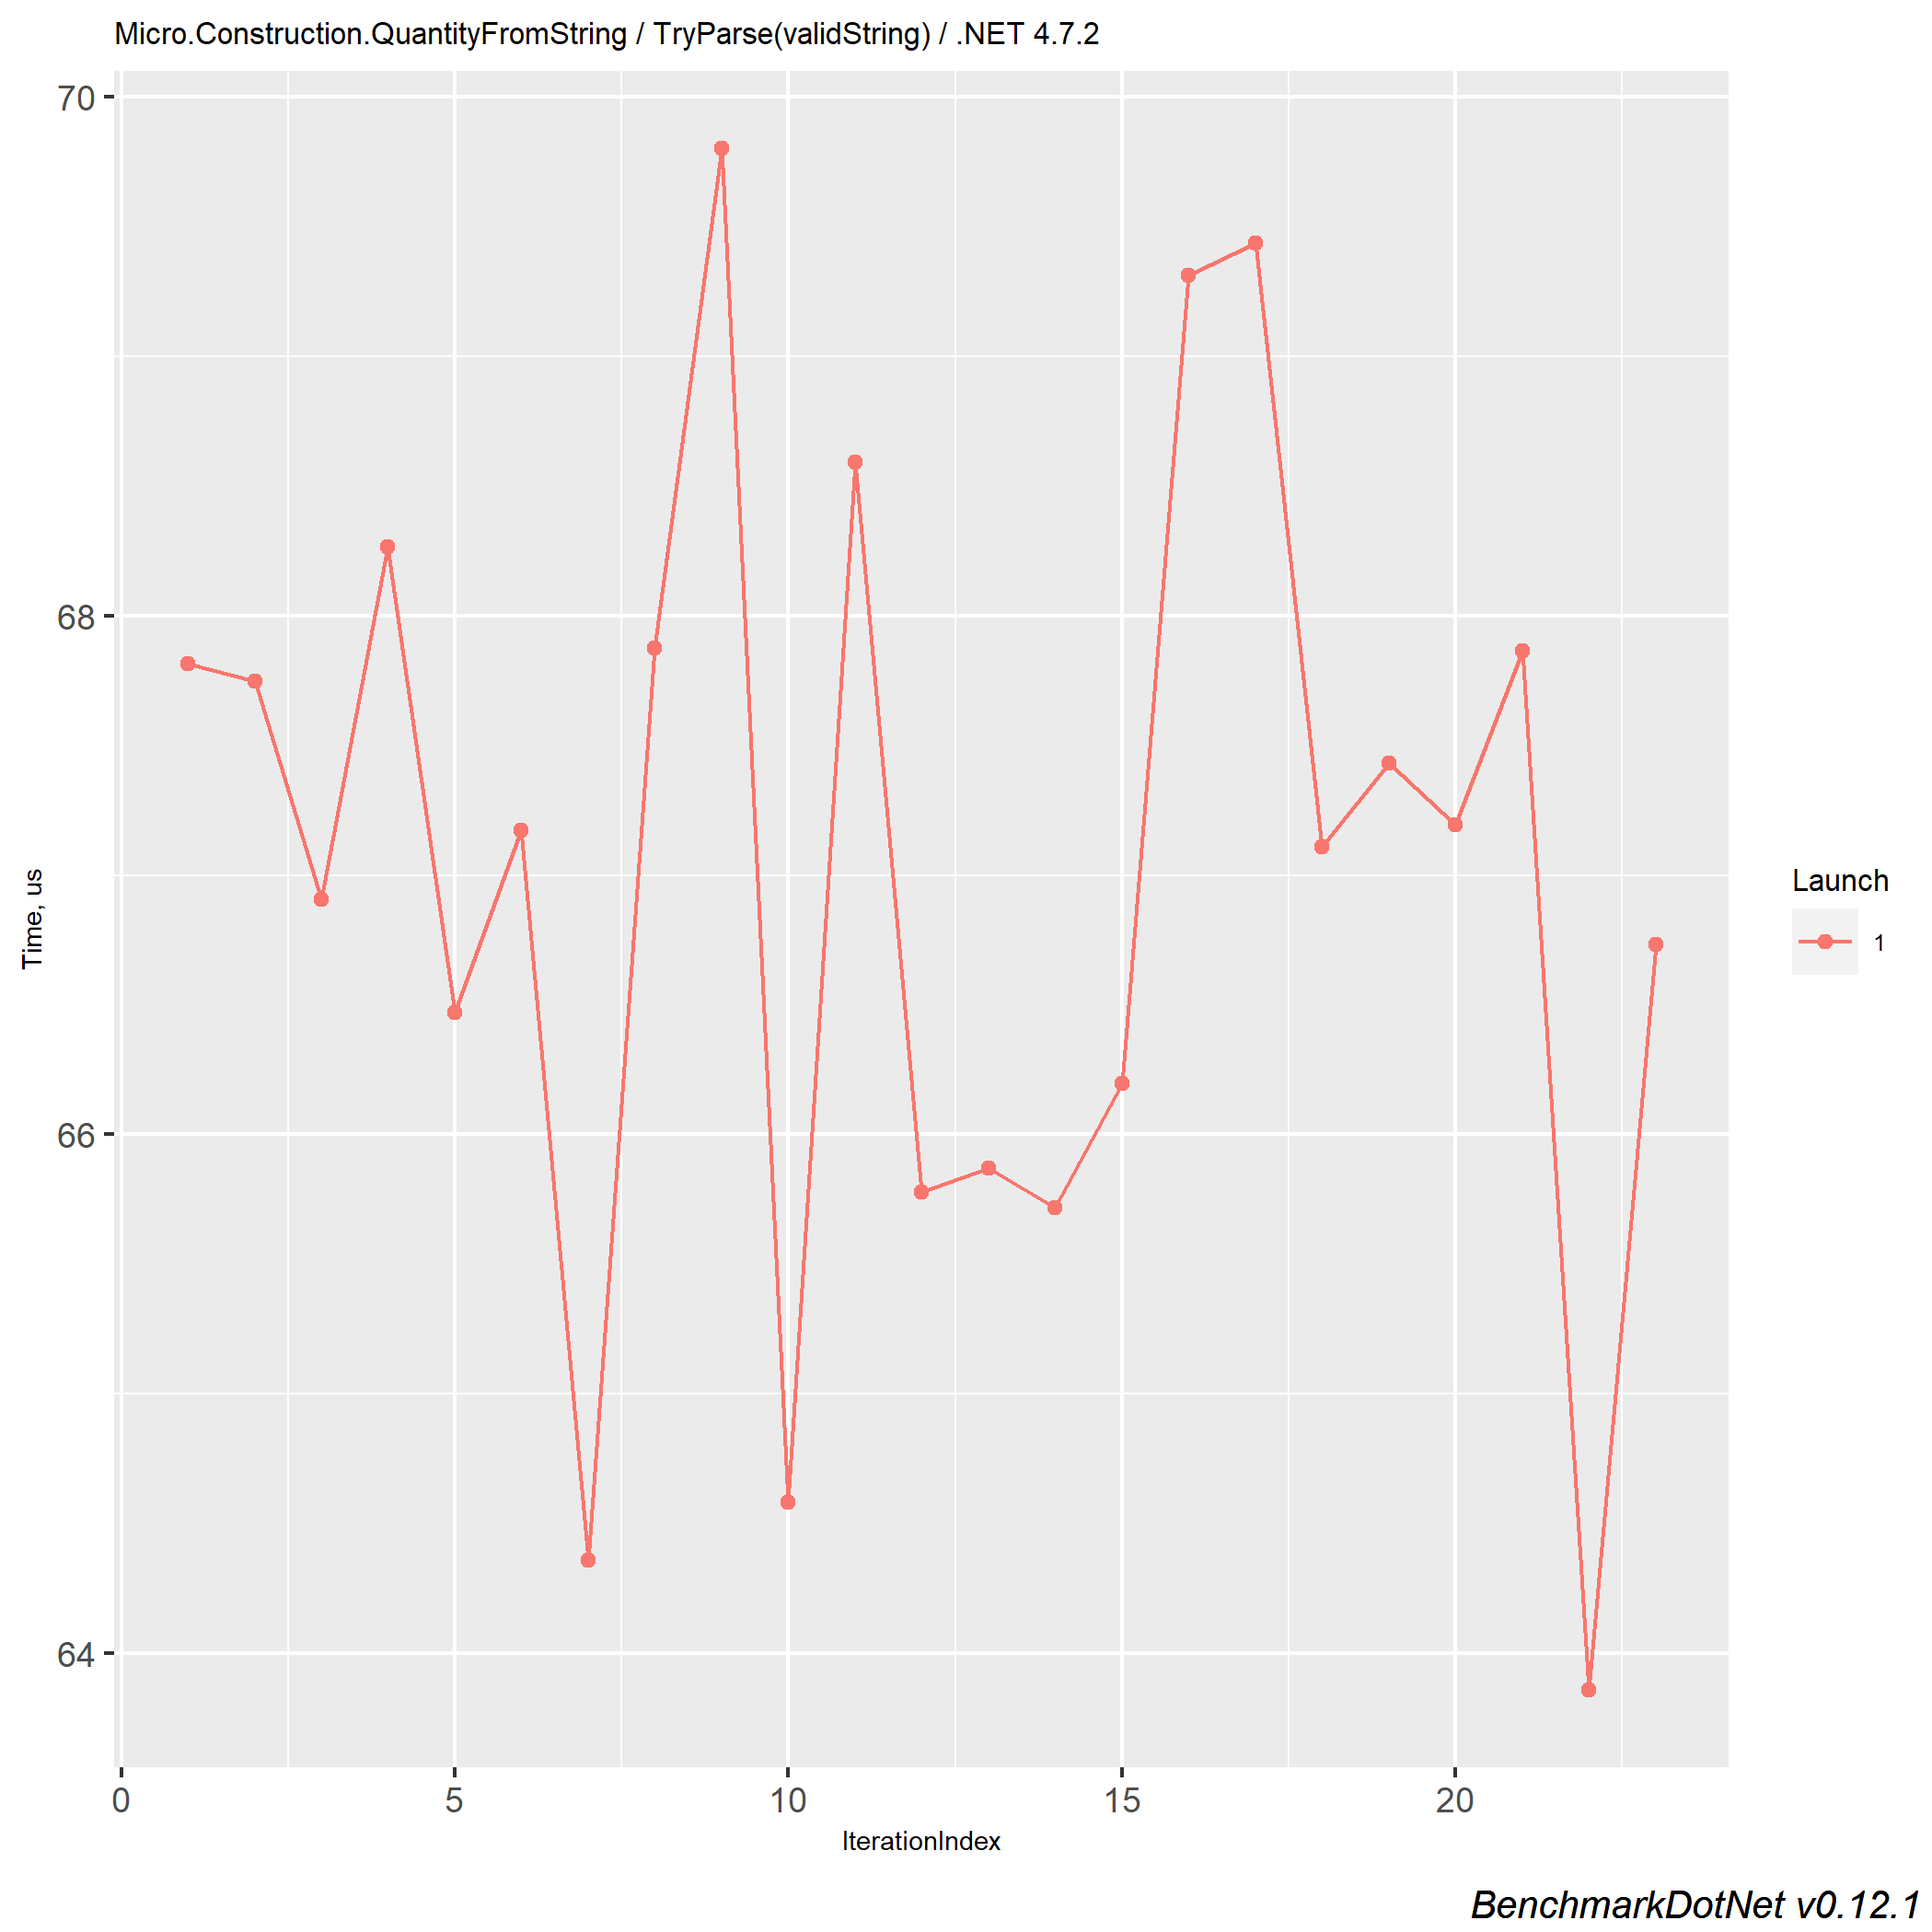 Micro.Construction.QuantityFromString / TryParse(validString) / .NET 4.7.2
70
68
66
64
Time, us
0 5 10 15 20
IterationIndex
Launch
1
BenchmarkDotNet v0.12.1